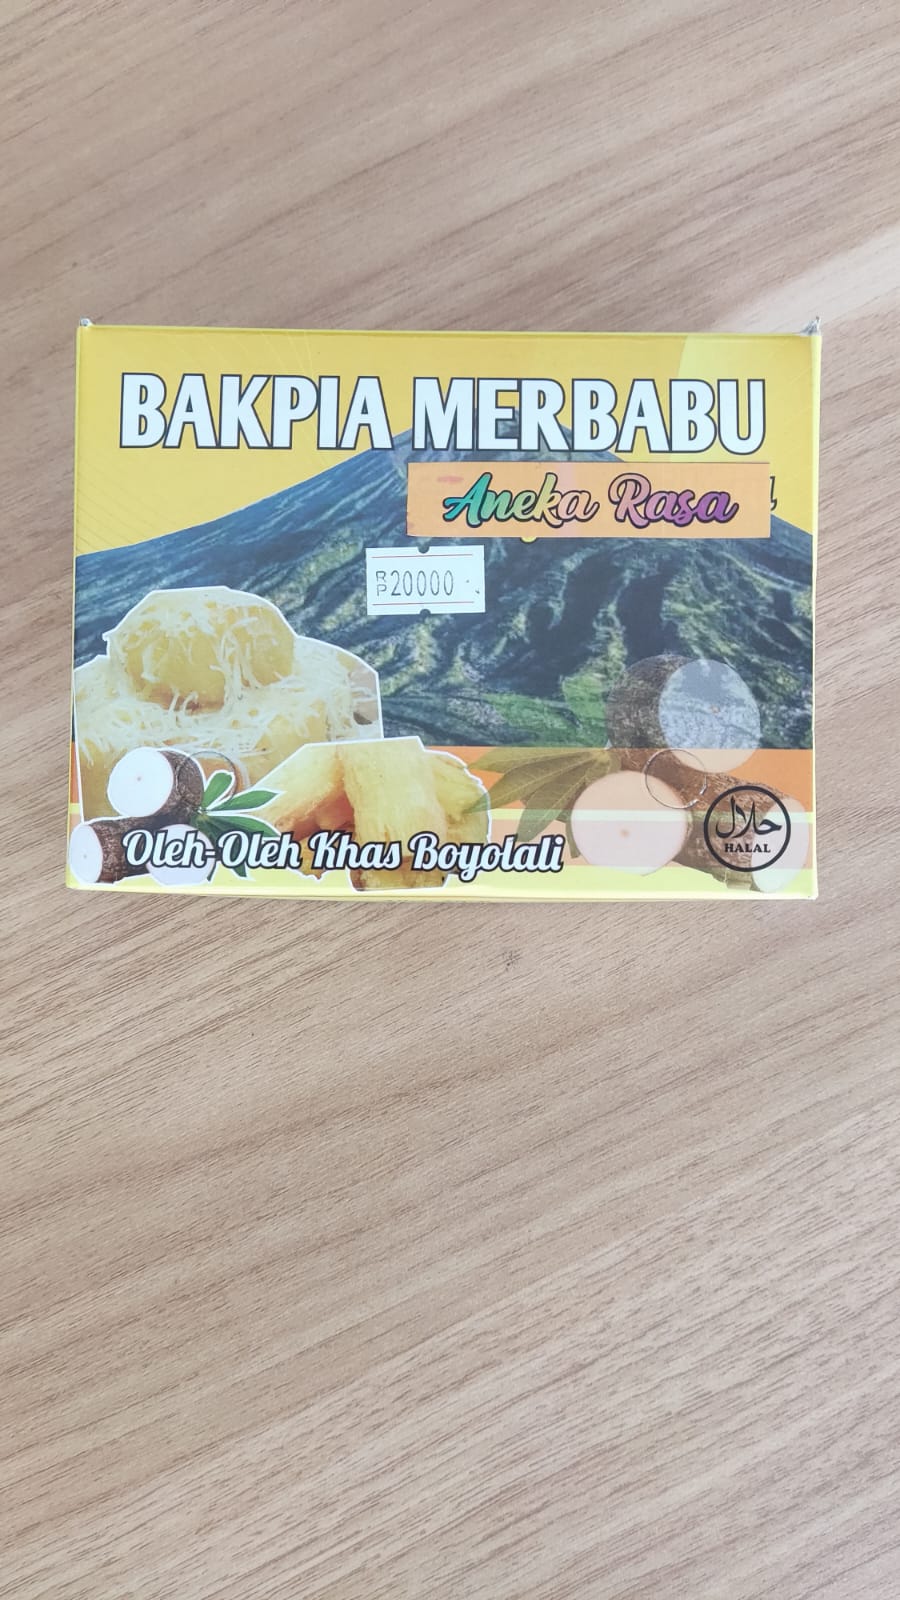 BAKPIA MERBABU
Aneka Rasa
RP20000
Oleh-Oleh Khas Boyolali
حلال
HALAL